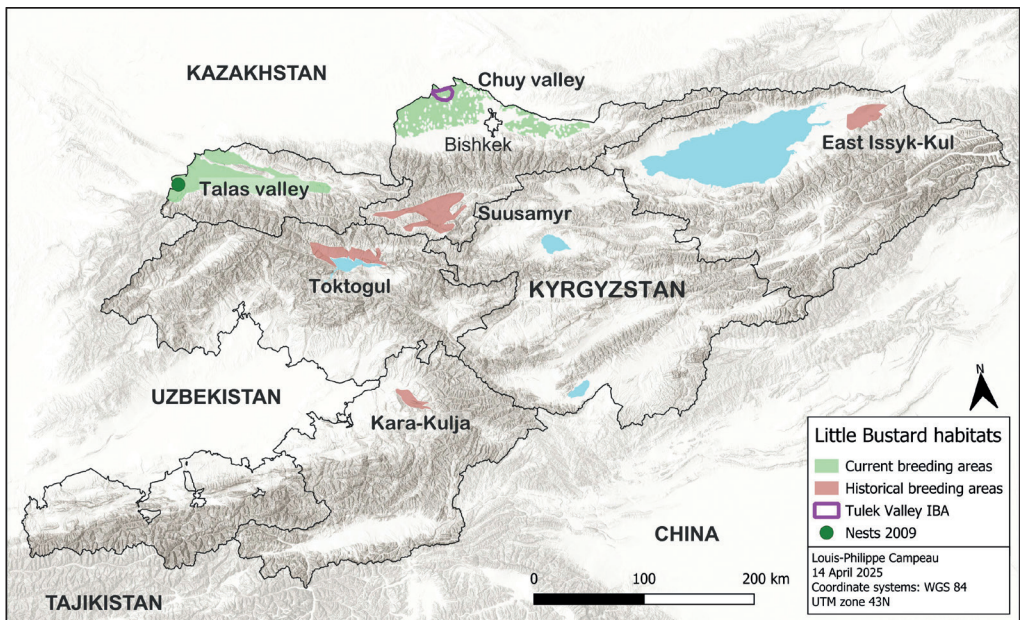 KAZAKHSTAN
Chuy valley
Bishkek
East Issyk-Kul
Talas valley
Suusamyr
Toktogul
KYRGYZSTAN
UZBEKISTAN
Kara-Kulja
CHINA
TAJIKISTAN
N
0 100 200 km
Little Bustard habitats
Current breeding areas
Historical breeding areas
Tulek Valley IBA
Nests 2009
Louis-Philippe Campeau
14 April 2025
Coordinate systems: WGS 84
UTM zone 43N